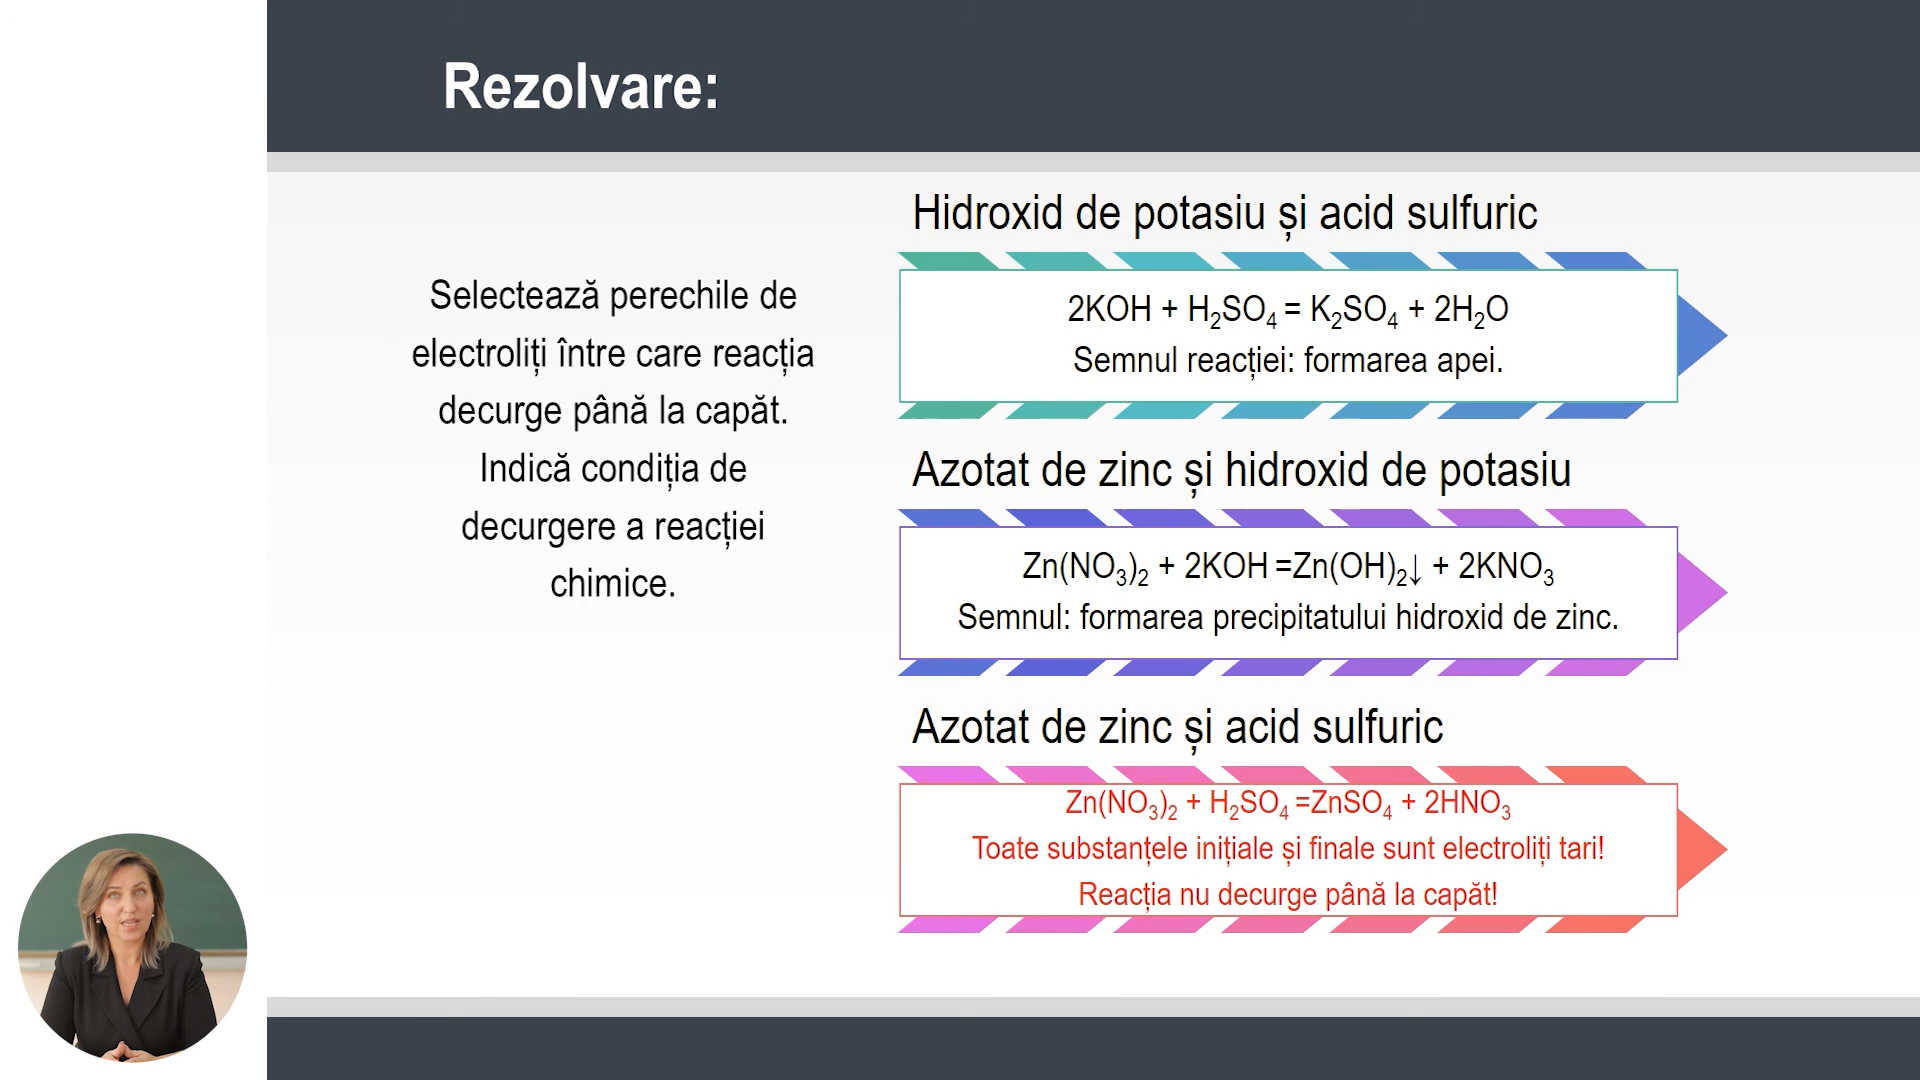 Rezolvare:
Selectează perechile de
electroliți între care reacția
decurge până la capăt.
Indică condiția de
decurgere a reacției
chimice.
Hidroxid de potasiu și acid sulfuric
2KOH + H₂SO₄ = K₂SO₄ + 2H₂O
Semnul reacției: formarea apei.
Azotat de zinc și hidroxid de potasiu
Zn(NO₃)₂ + 2KOH =Zn(OH)₂↓ + 2KNO₃
Semnul: formarea precipitatului hidroxid de zinc.
Azotat de zinc și acid sulfuric
Zn(NO₃)₂ + H₂SO₄ =ZnSO₄ + 2HNO₃
Toate substanțele inițiale și finale sunt electroliți tari!
Reacția nu decurge până la capăt!